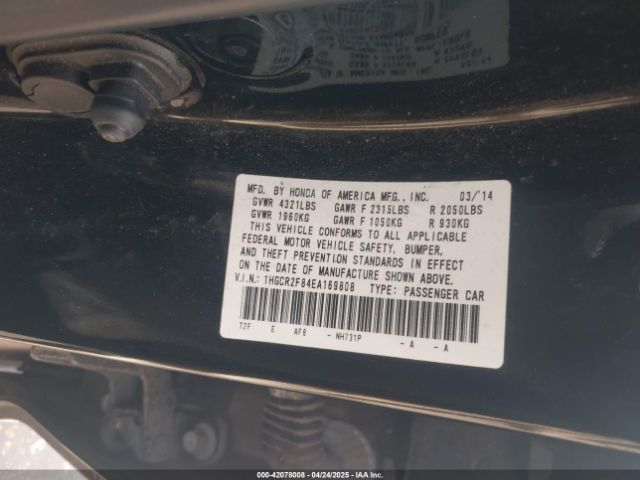 MFD. BY HONDA OF AMERICA MFG., INC. 03/'14
GVWR 4321LBS GAWR F 2315LBS R 2050LBS
GVWR 1960KG GAWR F 1050KG R 930KG
THIS VEHICLE CONFORMS TO ALL APPLICABLE
FEDERAL MOTOR VEHICLE SAFETY, BUMPER,
AND THEFT PREVENTION STANDARDS IN EFFECT
ON THE DATE OF MANUFACTURE SHOWN ABOVE.
V.I.N.: 1HGCR2F84EA169808 TYPE: PASSENGER CAR
T2F E AF8 - NH731P - A - A
000-42078008 - 04/24/2025 - IAA Inc.